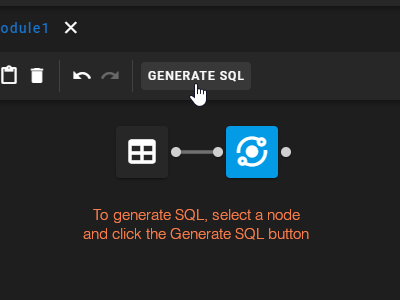 odule1
GENERATE SQL
To generate SQL, select a node
and click the Generate SQL button